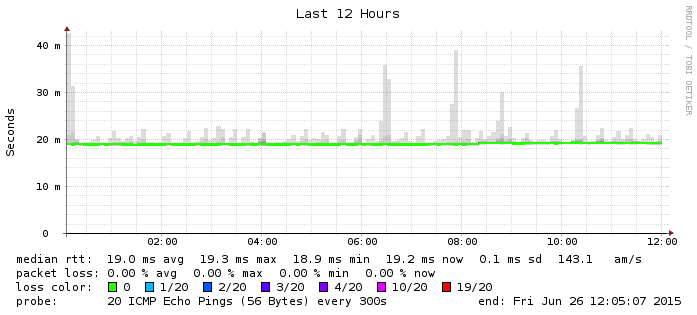 Last 12 Hours
RRDTOOL / TOBI OETIKER
Seconds
40 m
30 m
20 m
10 m
0
02:00 04:00 06:00 08:00 10:00 12:00
median rtt: 19.0 ms avg 19.3 ms max 18.9 ms min 19.2 ms now 0.1 ms sd 143.1 am/s
packet loss: 0.00 % avg 0.00 % max 0.00 % min 0.00 % now
loss color: 0 1/20 2/20 3/20 4/20 10/20 19/20
probe: 20 ICMP Echo Pings (56 Bytes) every 300s end: Fri Jun 26 12:05:07 2015